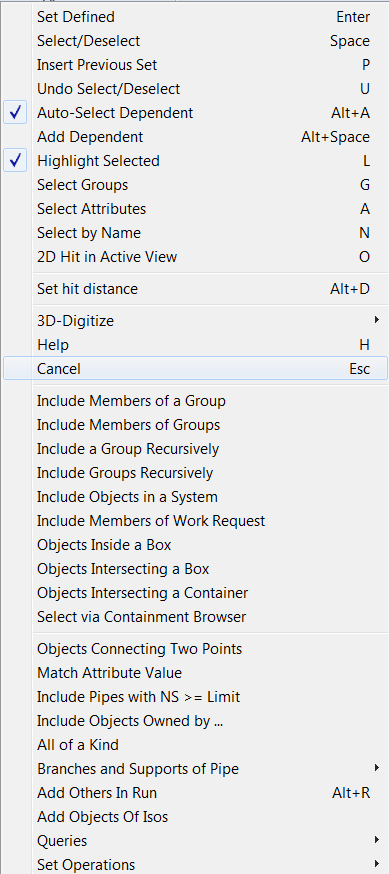 Set Defined Enter
Select/Deselect Space
Insert Previous Set P
Undo Select/Deselect U
Auto-Select Dependent Alt+A
Add Dependent Alt+Space
Highlight Selected L
Select Groups G
Select Attributes A
Select by Name N
2D Hit in Active View O
Set hit distance Alt+D
3D-Digitize
Help H
Cancel Esc
Include Members of a Group
Include Members of Groups
Include a Group Recursively
Include Groups Recursively
Include Objects in a System
Include Members of Work Request
Objects Inside a Box
Objects Intersecting a Box
Objects Intersecting a Container
Select via Containment Browser
Objects Connecting Two Points
Match Attribute Value
Include Pipes with NS >= Limit
Include Objects Owned by ...
All of a Kind
Branches and Supports of Pipe
Add Others In Run Alt+R
Add Objects Of Isos
Queries
Set Operations